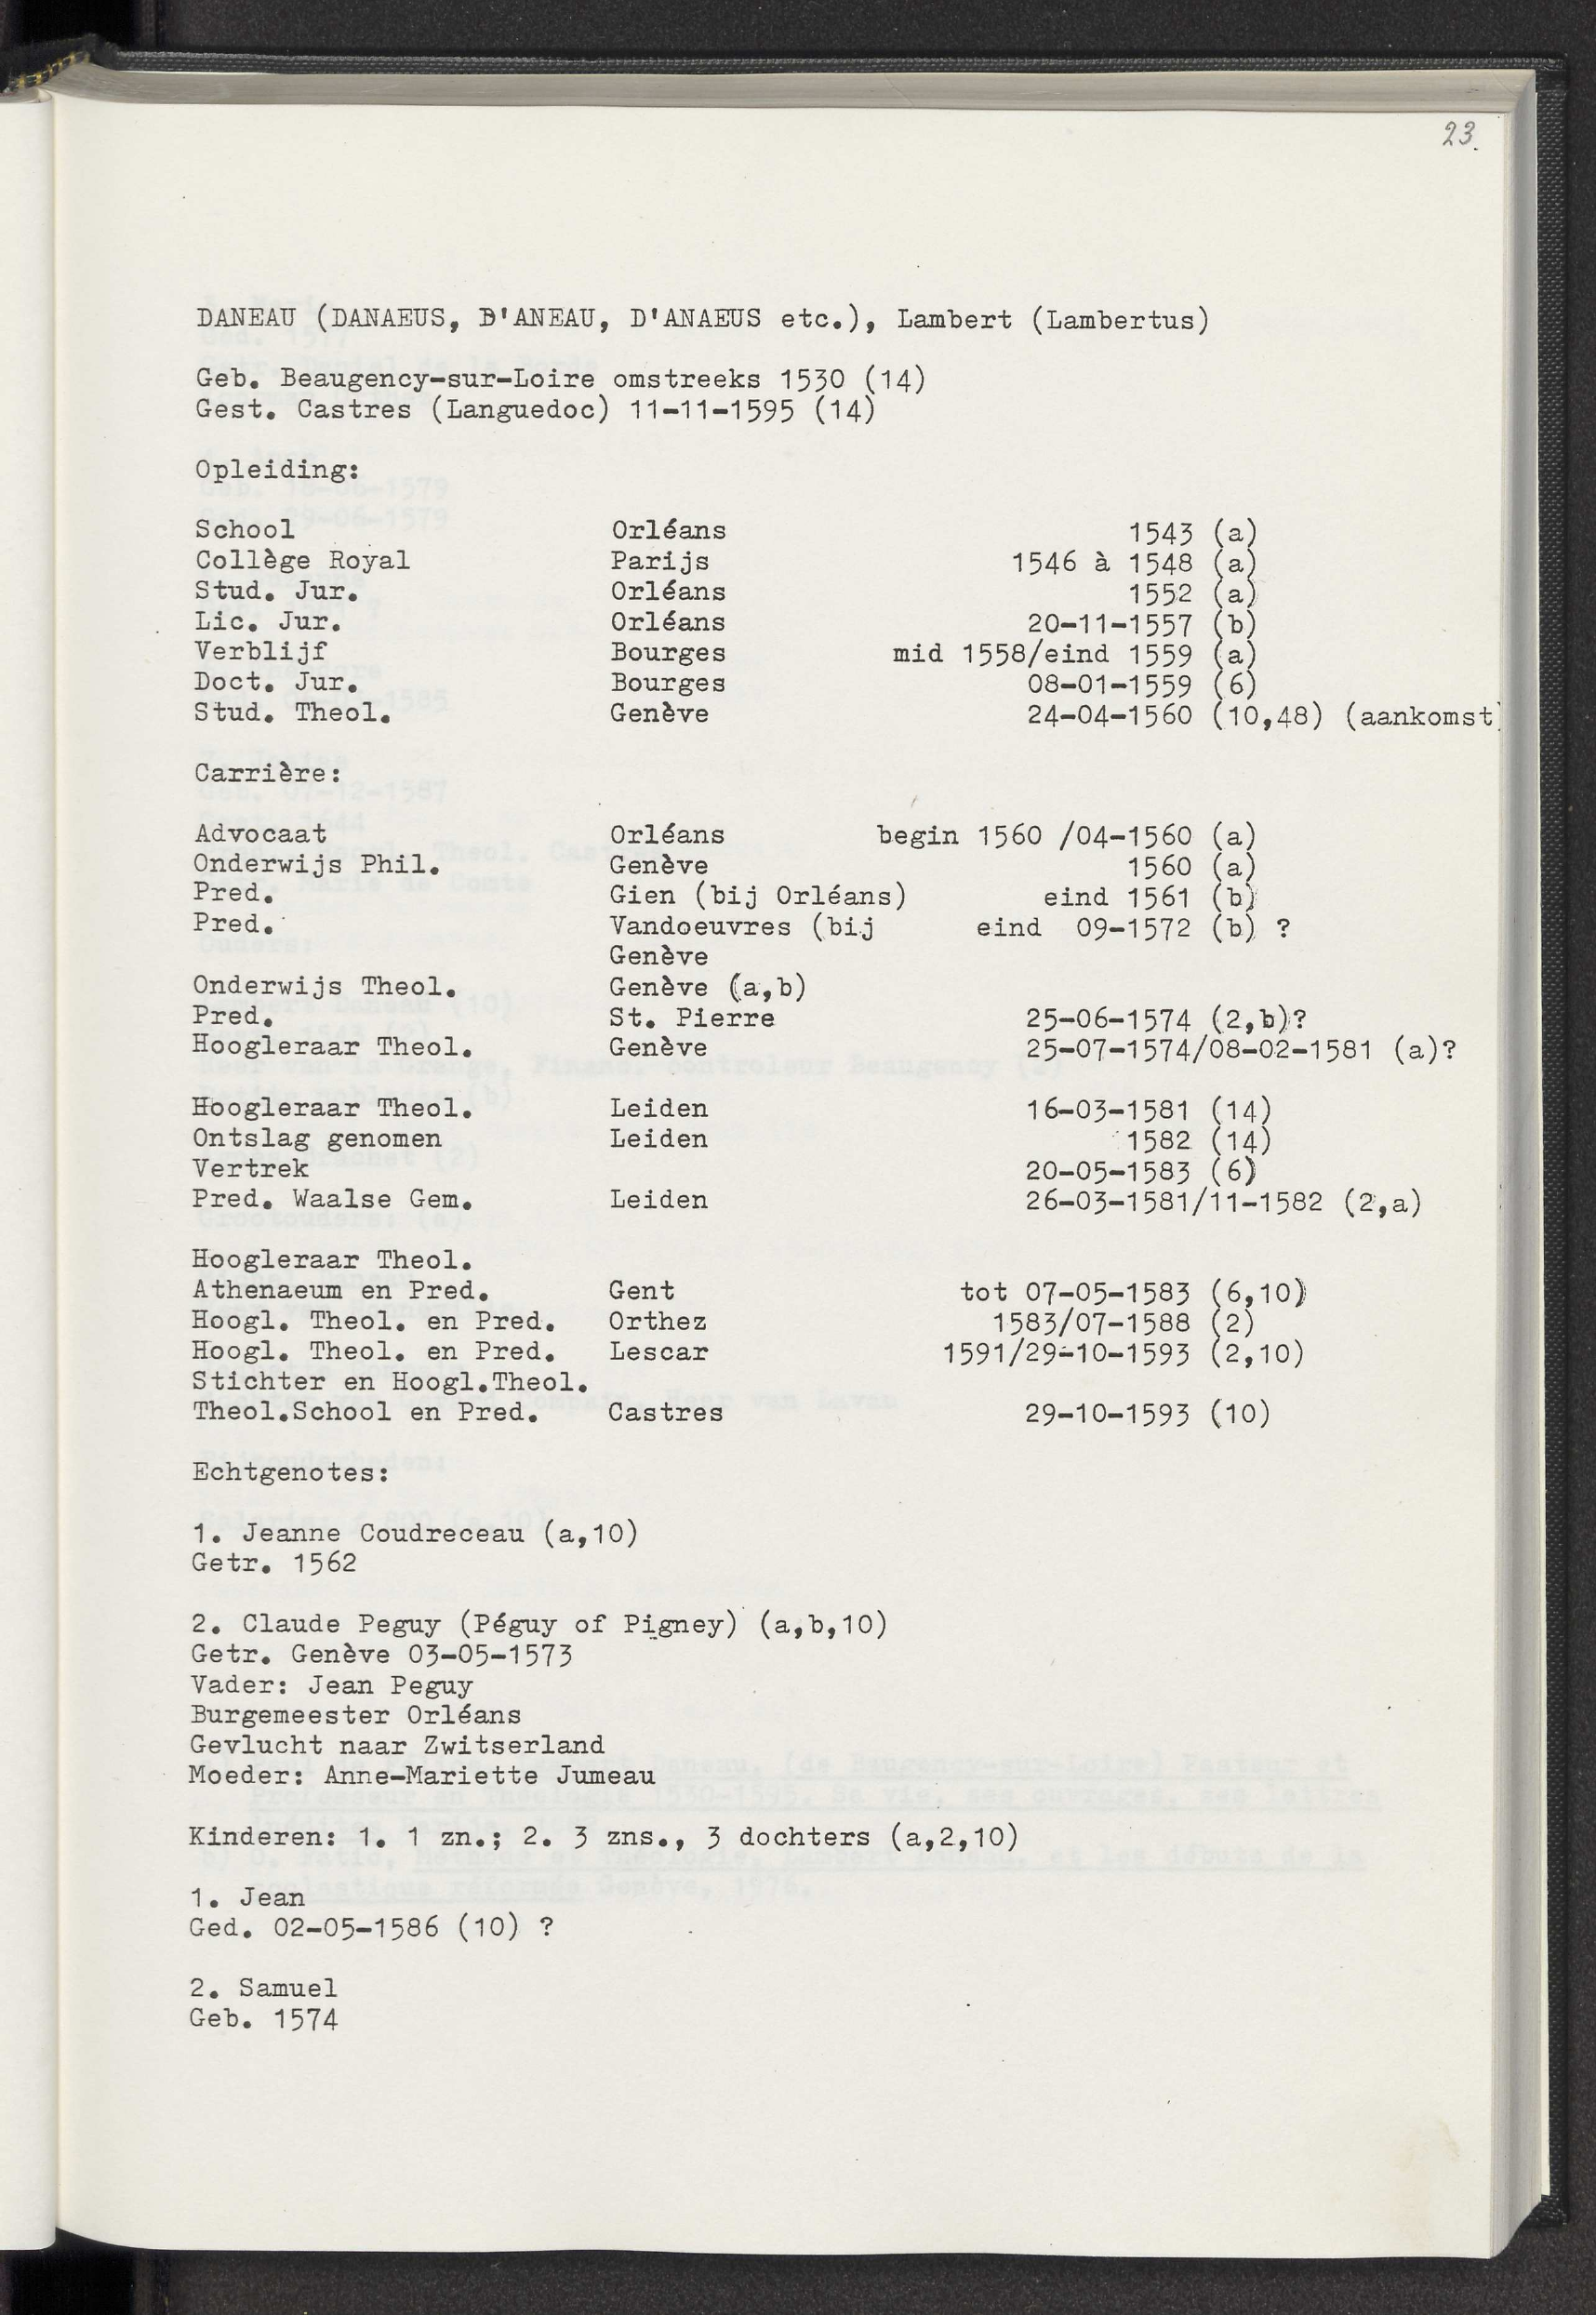 23.
DANEAU (DANAEUS, D'ANEAU, D'ANAEUS etc.), Lambert (Lambertus)
Geb. Beaugency-sur-Loire omstreeks 1530 (14)
Gest. Castres (Languedoc) 11-11-1595 (14)
Opleiding:
School Orléans 1543 (a)
Collège Royal Parijs 1546 à 1548 (a)
Stud. Jur. Orléans 1552 (a)
Lic. Jur. Orléans 20-11-1557 (b)
Verblijf Bourges mid 1558/eind 1559 (a)
Doct. Jur. Bourges 08-01-1559 (6)
Stud. Theol. Genève 24-04-1560 (10,48) (aankomst)
Carrière:
Advocaat Orléans begin 1560 /04-1560 (a)
Onderwijs Phil. Genève 1560 (a)
Pred. Gien (bij Orléans) eind 1561 (b)
Pred. Vandoeuvres (bij eind 09-1572 (b) ?
Genève
Onderwijs Theol. Genève (a,b)
Pred. St. Pierre 25-06-1574 (2,b)?
Hoogleraar Theol. Genève 25-07-1574/08-02-1581 (a)?
Hoogleraar Theol. Leiden 16-03-1581 (14)
Ontslag genomen Leiden 1582 (14)
Vertrek 20-05-1583 (6)
Pred. Waalse Gem. Leiden 26-03-1581/11-1582 (2,a)
Hoogleraar Theol.
Athenaeum en Pred. Gent tot 07-05-1583 (6,10)
Hoogl. Theol. en Pred. Orthez 1583/07-1588 (2)
Hoogl. Theol. en Pred. Lescar 1591/29-10-1593 (2,10)
Stichter en Hoogl.Theol.
Theol.School en Pred. Castres 29-10-1593 (10)
Echtgenotes:
1. Jeanne Coudreceau (a,10)
Getr. 1562
2. Claude Peguy (Péguy of Pigney) (a,b,10)
Getr. Genève 03-05-1573
Vader: Jean Peguy
Burgemeester Orléans
Gevlucht naar Zwitserland
Moeder: Anne-Mariette Jumeau
Kinderen: 1. 1 zn.; 2. 3 zns., 3 dochters (a,2,10)
1. Jean
Ged. 02-05-1586 (10) ?
2. Samuel
Geb. 1574